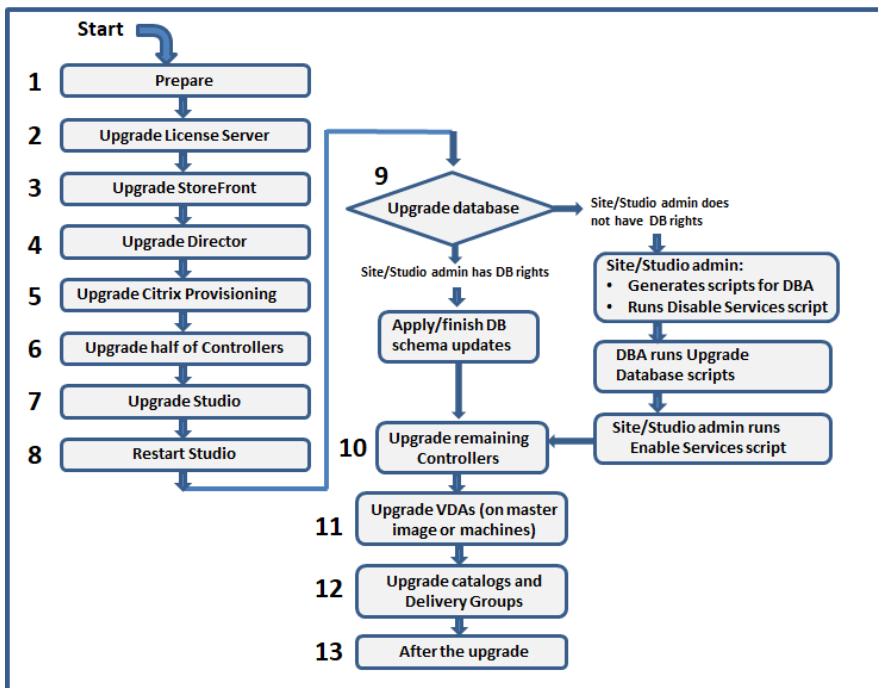 Start
1
Prepare
2
Upgrade License Server
3
Upgrade StoreFront
4
Upgrade Director
5
Upgrade Citrix Provisioning
6
Upgrade half of Controllers
7
Upgrade Studio
8
Restart Studio
9
Upgrade database
Site/Studio admin does
not have DB rights
Site/Studio admin has DB rights
Site/Studio admin:
• Generates scripts for DBA
• Runs Disable Services script
Apply/finish DB
schema updates
DBA runs Upgrade
Database scripts
Site/Studio admin runs
Enable Services script
10
Upgrade remaining
Controllers
11
Upgrade VDAs (on master
image or machines)
12
Upgrade catalogs and
Delivery Groups
13
After the upgrade